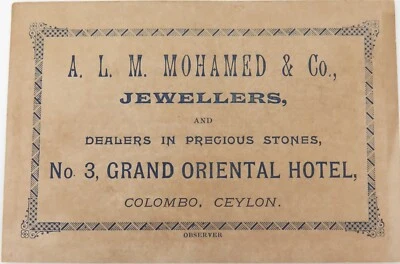 A. L. M. MOHAMED & Co.,
JEWELLERS,
AND
DEALERS IN PRECIOUS STONES,
No. 3, GRAND ORIENTAL HOTEL,
COLOMBO, CEYLON.
OBSERVER